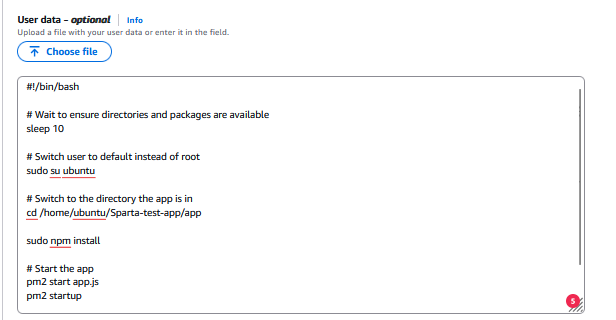 User data - optional Info
Upload a file with your user data or enter it in the field.
Choose file
#!/bin/bash
# Wait to ensure directories and packages are available
sleep 10
# Switch user to default instead of root
sudo su ubuntu
# Switch to the directory the app is in
cd /home/ubuntu/Sparta-test-app/app
sudo npm install
# Start the app
pm2 start app.js
pm2 startup
5